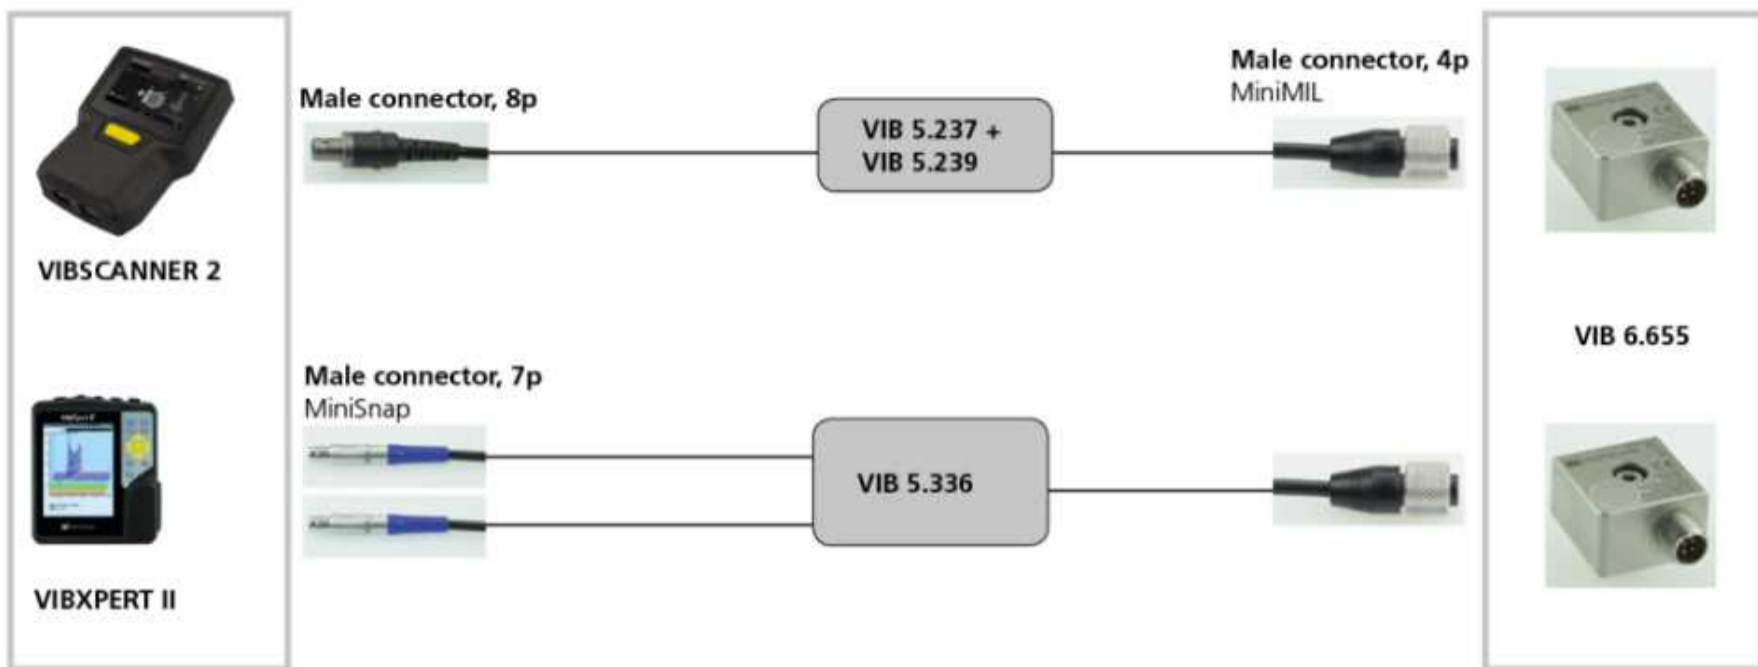 Male connector, 8p
VIB 5.237 +
VIB 5.239
Male connector, 4p
MiniMIL
VIBSCANNER 2
VIB 6.655
Male connector, 7p
MiniSnap
VIB 5.336
VIBXPERT II